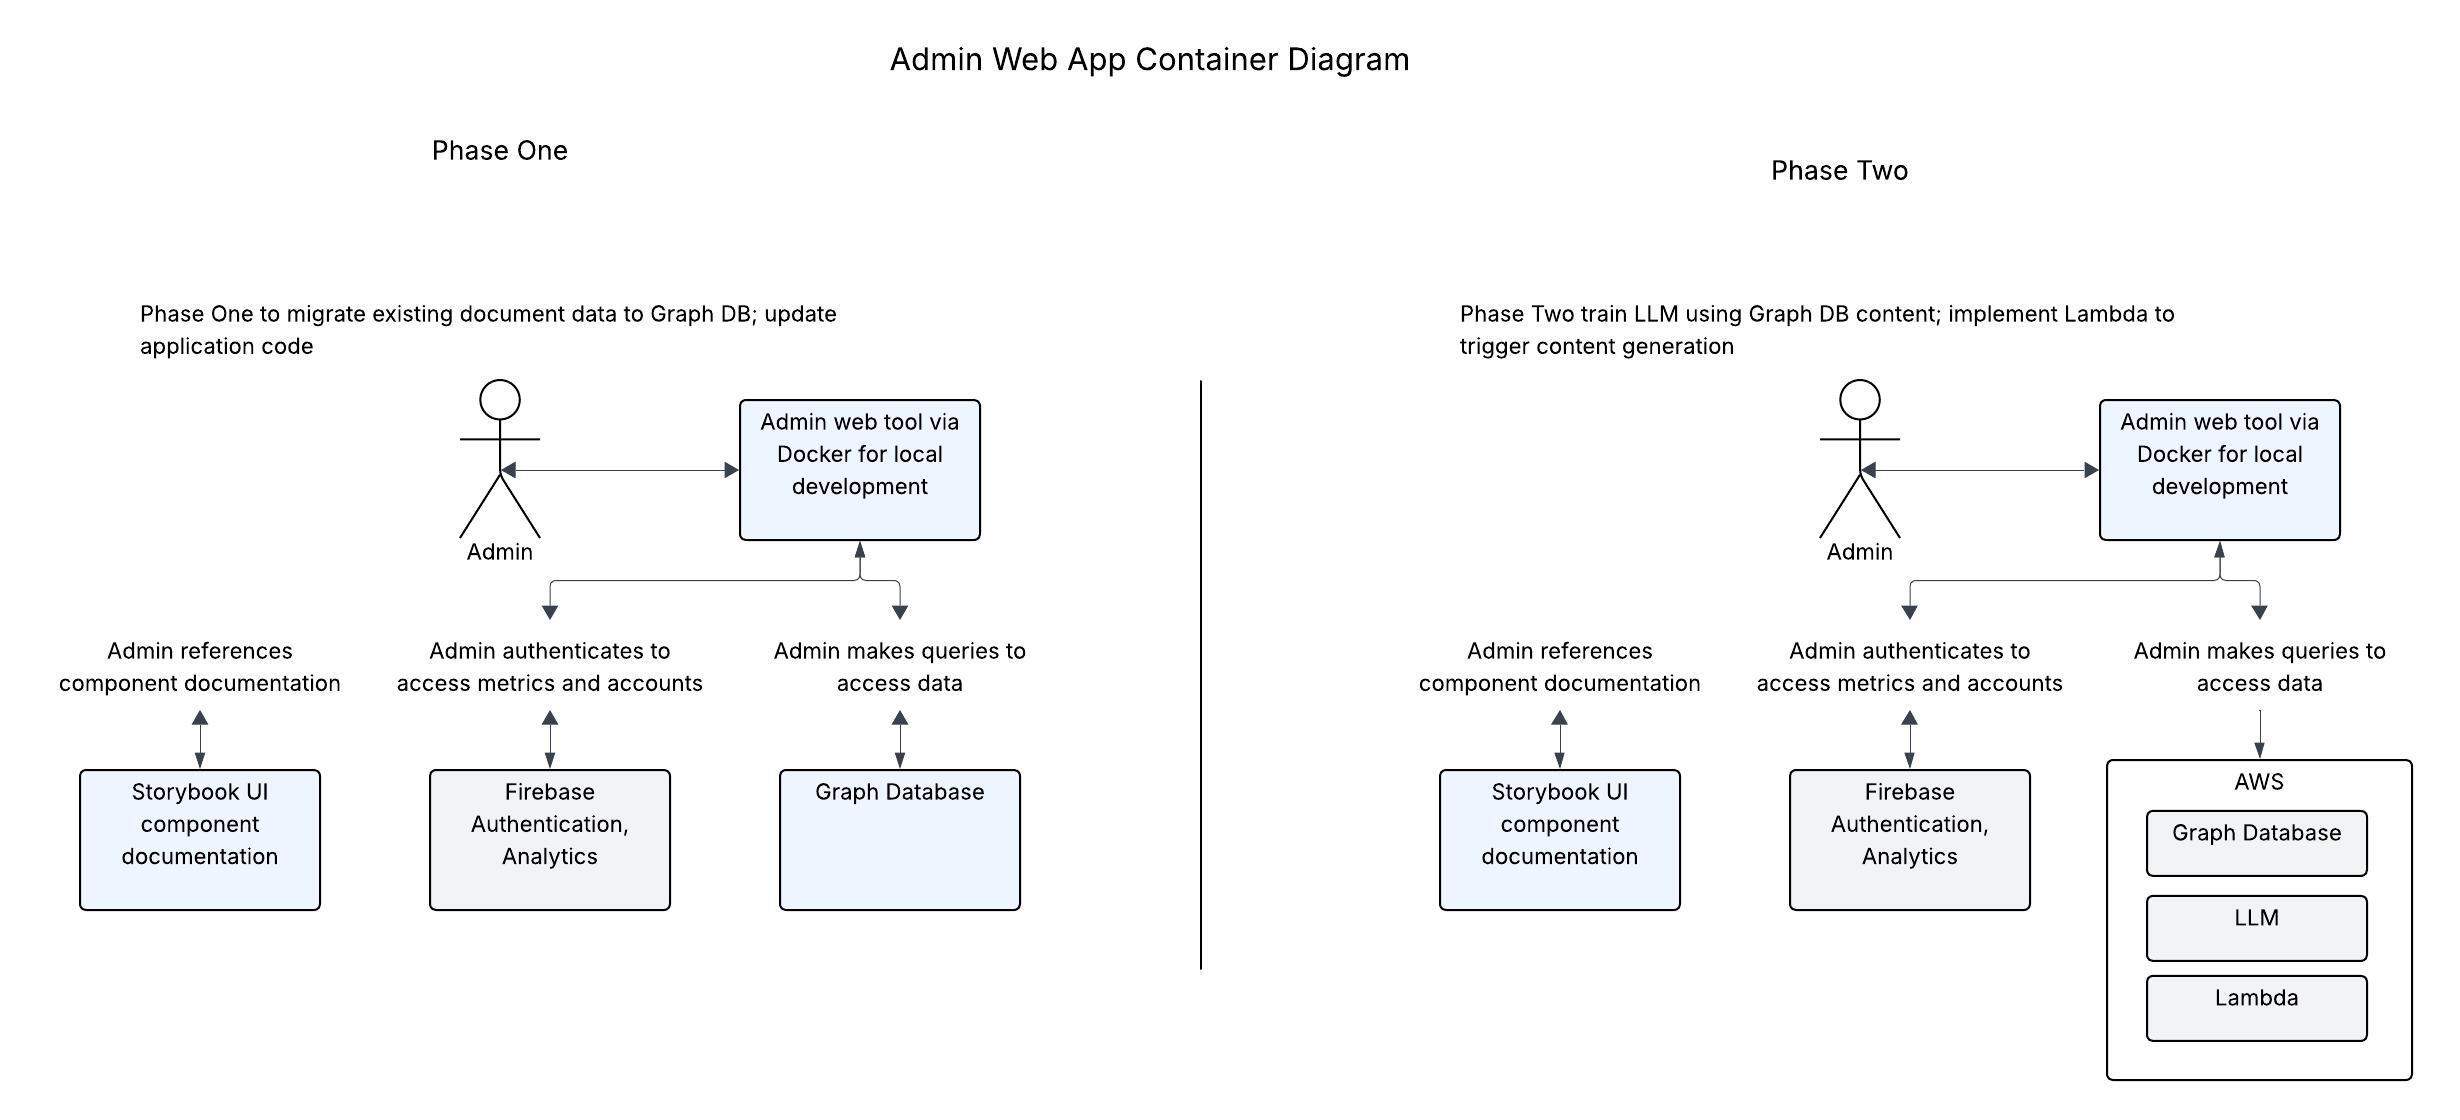 Admin Web App Container Diagram
Phase One
Phase One to migrate existing document data to Graph DB; update
application code
Admin
Admin web tool via
Docker for local
development
Admin references
component documentation
Admin authenticates to
access metrics and accounts
Admin makes queries to
access data
Storybook UI
component
documentation
Firebase
Authentication,
Analytics
Graph Database
Phase Two
Phase Two train LLM using Graph DB content; implement Lambda to
trigger content generation
Admin
Admin web tool via
Docker for local
development
Admin references
component documentation
Admin authenticates to
access metrics and accounts
Admin makes queries to
access data
Storybook UI
component
documentation
Firebase
Authentication,
Analytics
AWS
Graph Database
LLM
Lambda